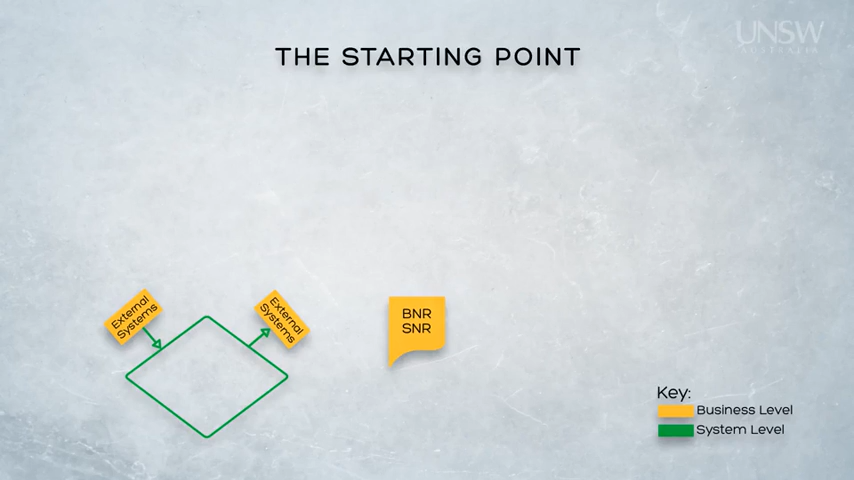 UNSW
AUSTRALIA
THE STARTING POINT
External
Systems
External
Systems
BNR
SNR
Key:
Business Level
System Level